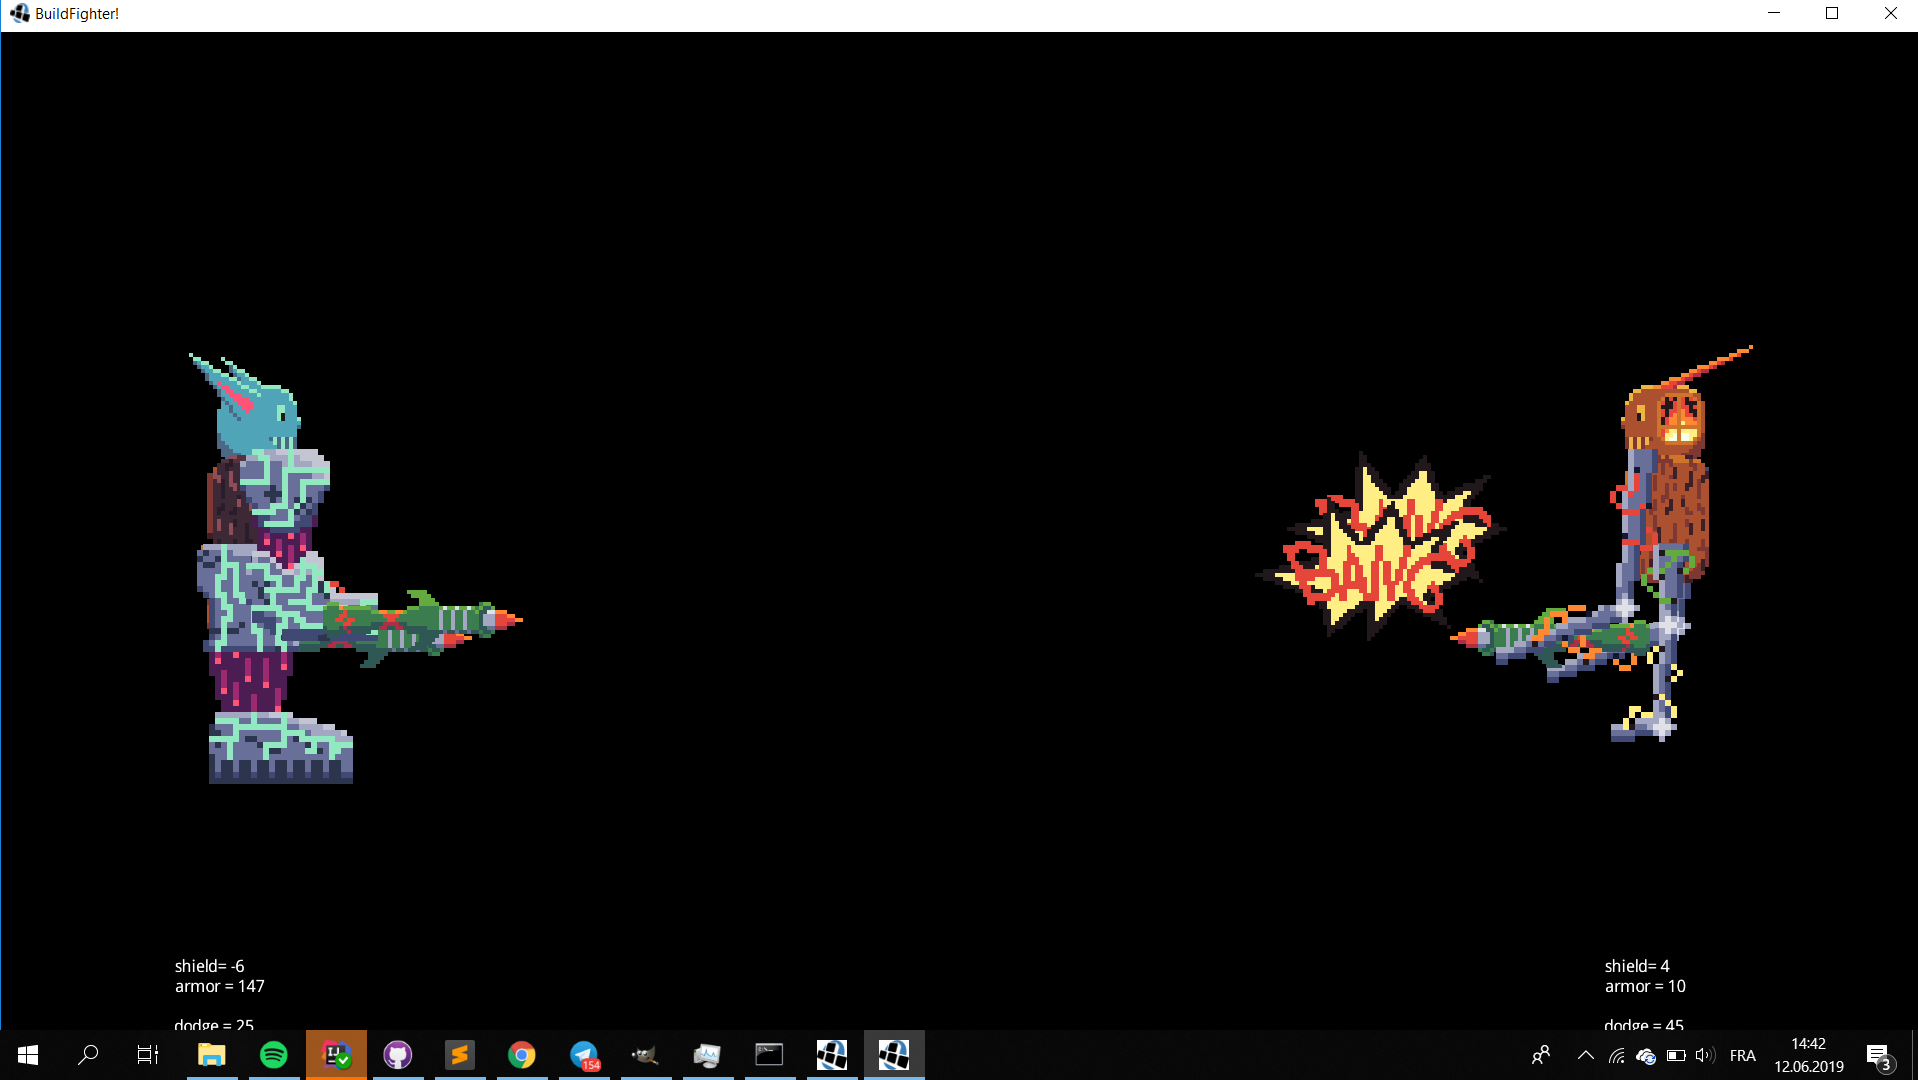 BuildFighter!
shield= -6
armor = 147
dodge = 25
shield= 4
armor = 10
dodge = 45
IJ
154
FRA
14:42
12.06.2019
3